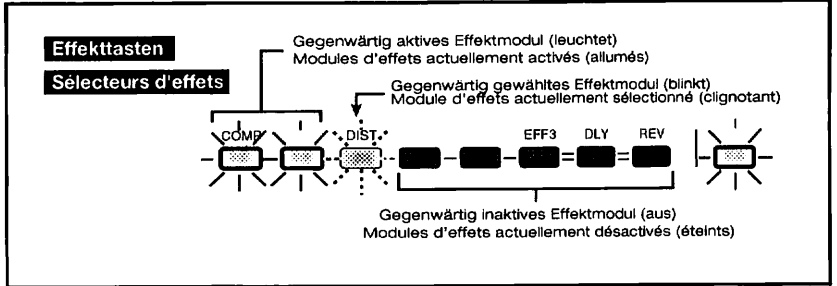 Effekttasten
Sélecteurs d'effets
Gegenwärtig aktives Effektmodul (leuchtet)
Modules d'effets actuellement activés (allumés)
Gegenwärtig gewähltes Effektmodul (blinkt)
Module d'effets actuellement sélectionné (clignotant)
COMP DIST EFF3 DLY REV
Gegenwärtig inaktives Effektmodul (aus)
Modules d'effets actuellement désactivés (éteints)